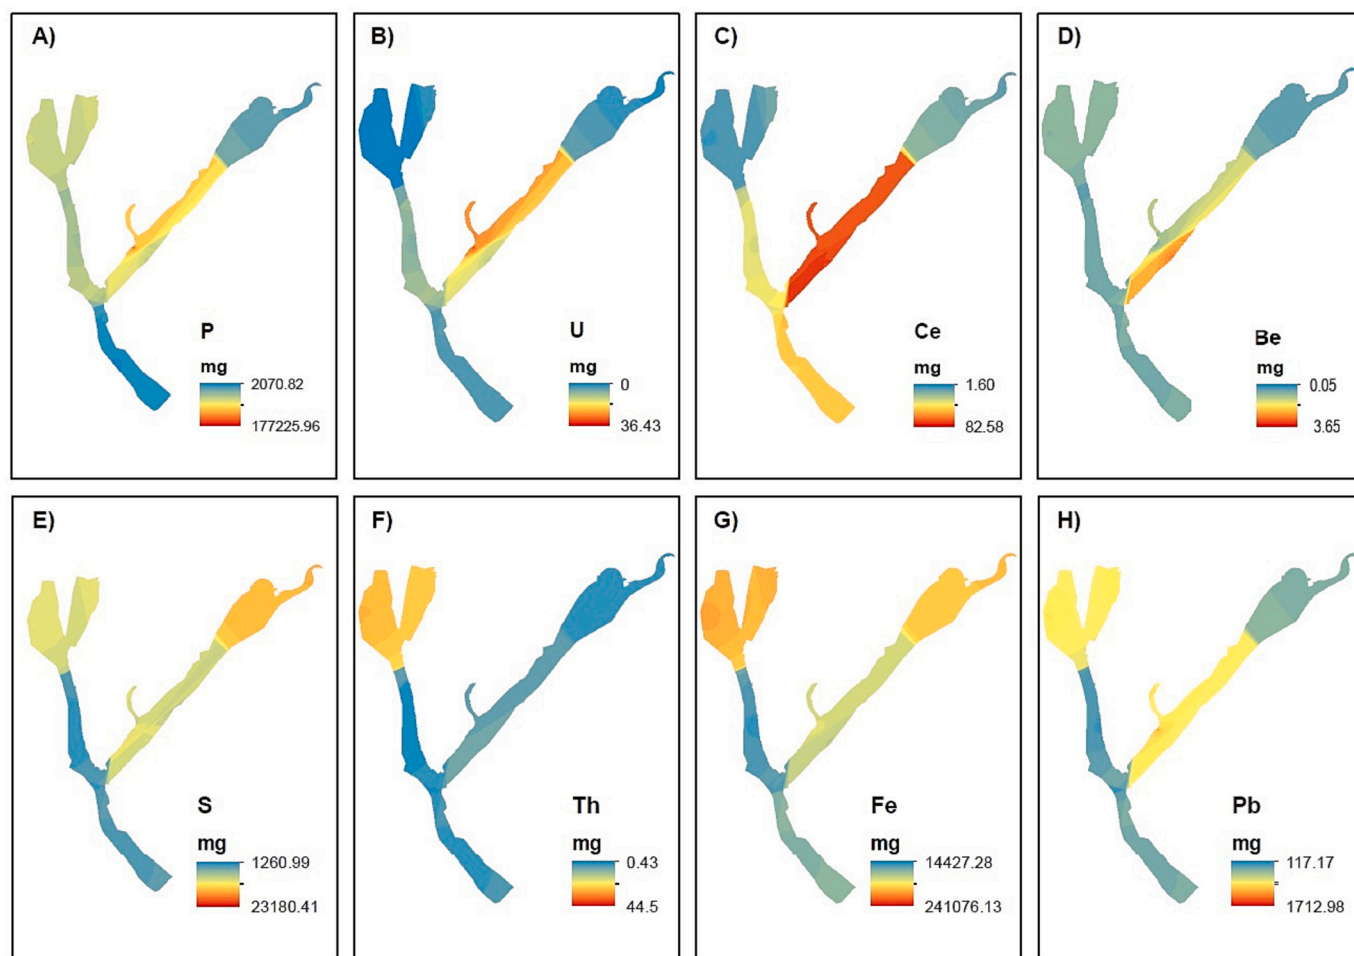 A)
P
mg
2070.82
177225.96
B)
U
mg
0
36.43
C)
Ce
mg
1.60
82.58
D)
Be
mg
0.05
3.65
E)
S
mg
1260.99
23180.41
F)
Th
mg
0.43
44.5
G)
Fe
mg
14427.28
241076.13
H)
Pb
mg
117.17
1712.98